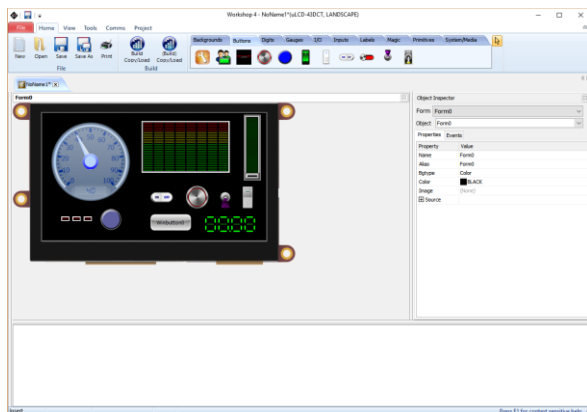 Workshop 4 - NoName1*(uLCD-43DCT, LANDSCAPE)
File Home View Tools Comms Project
New Open Save Save As Print
Build Copy/Load (Build) Copy/Load
File Build
Backgrounds Buttons Digits Gauges I/O Inputs Labels Magic Primitives System/Media
NoName1*
Form0
Object Inspector
Form Form0
Object Form0
Properties Events
Property Value
Name Form0
Alias Form0
Bgtype Color
Color BLACK
Image (None)
Source
Winbutton0
Insert
Press F1 for context sensitive help